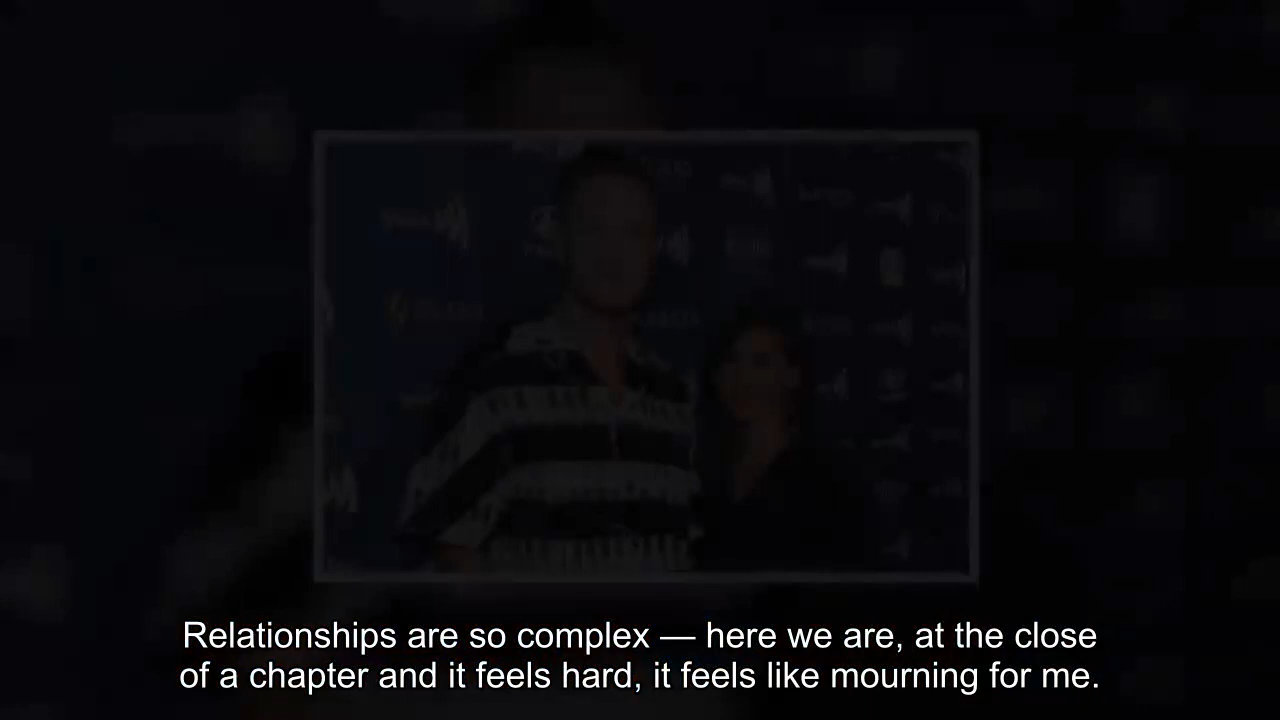 Relationships are so complex — here we are, at the close
of a chapter and it feels hard, it feels like mourning for me.